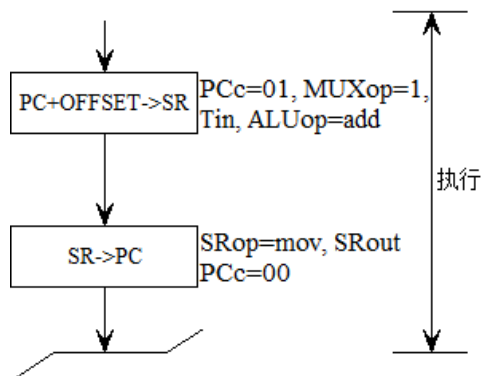 PC+OFFSET->SR
PCc=01, MUXop=1,
Tin, ALUop=add
执行
SR->PC
SRop=mov, SRout
PCc=00